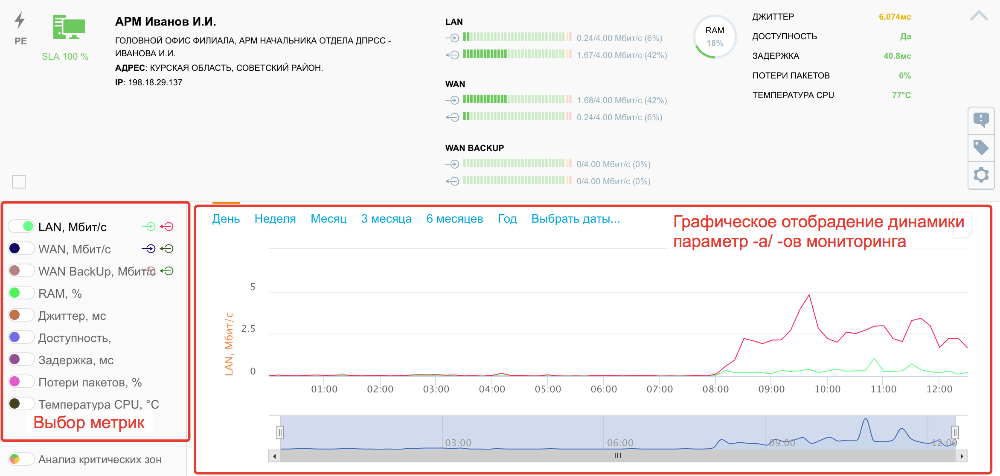 PE
SLA 100 %
АРМ Иванов И.И.
ГОЛОВНОЙ ОФИС ФИЛИАЛА, АРМ НАЧАЛЬНИКА ОТДЕЛА ДПРСС -
ИВАНОВА И.И.
АДРЕС: КУРСКАЯ ОБЛАСТЬ, СОВЕТСКИЙ РАЙОН.
IP: 198.18.29.137
LAN
0.24/4.00 Мбит/с (6%)
1.67/4.00 Мбит/с (42%)
WAN
1.68/4.00 Мбит/с (42%)
0.24/4.00 Мбит/с (6%)
WAN BACKUP
0/4.00 Мбит/с (0%)
0/4.00 Мбит/с (0%)
RAM
18%
ДЖИТТЕР 6.074мс
ДОСТУПНОСТЬ Да
ЗАДЕРЖКА 40.8мс
ПОТЕРИ ПАКЕТОВ 0%
ТЕМПЕРАТУРА CPU 77°C
LAN, Мбит/с
WAN, Мбит/с
WAN BackUp, Мбит/с
RAM, %
Джиттер, мс
Доступность,
Задержка, мс
Потери пакетов, %
Температура CPU, °C
Выбор метрик
Анализ критических зон
День Неделя Месяц 3 месяца 6 месяцев Год Выбрать даты...
Графическое отобрадение динамики
параметр -а/ -ов мониторинга
LAN, Мбит/с
5
2.5
0
01:00 02:00 03:00 04:00 05:00 06:00 07:00 08:00 09:00 10:00 11:00 12:00
03:00 06:00 09:00 12:00